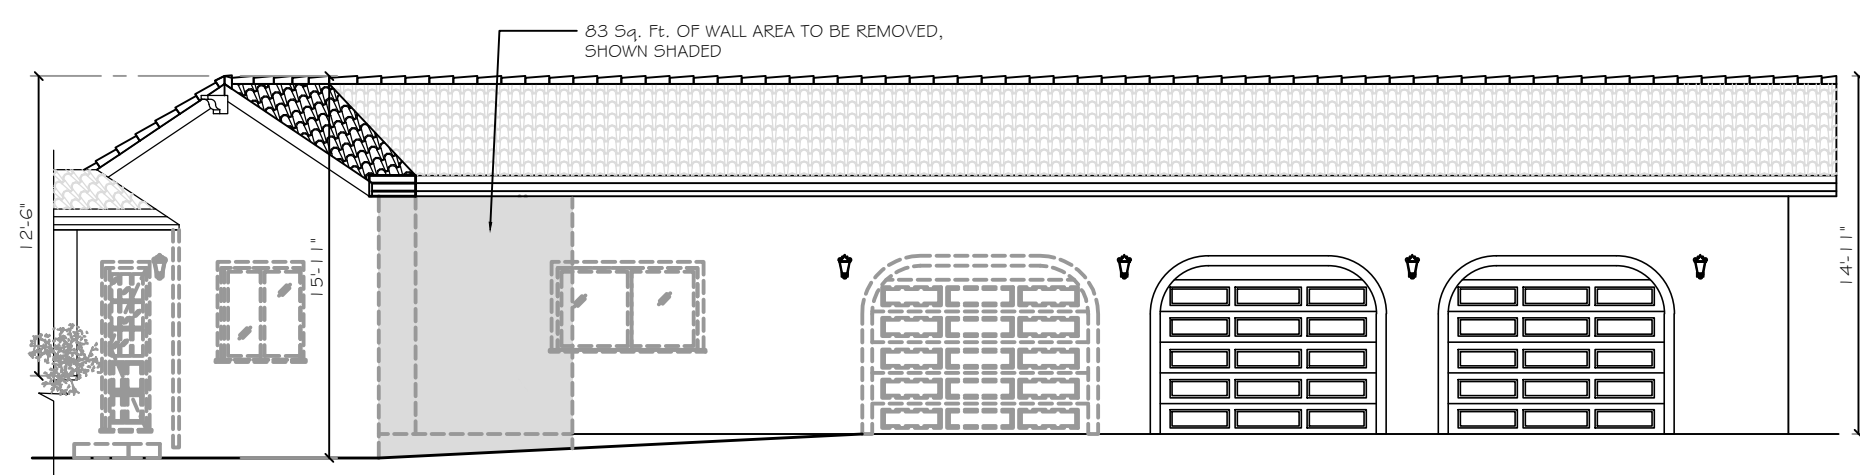 83 Sq. Ft. OF WALL AREA TO BE REMOVED,
SHOWN SHADED
12'-6"
15'-11"
14'-11"